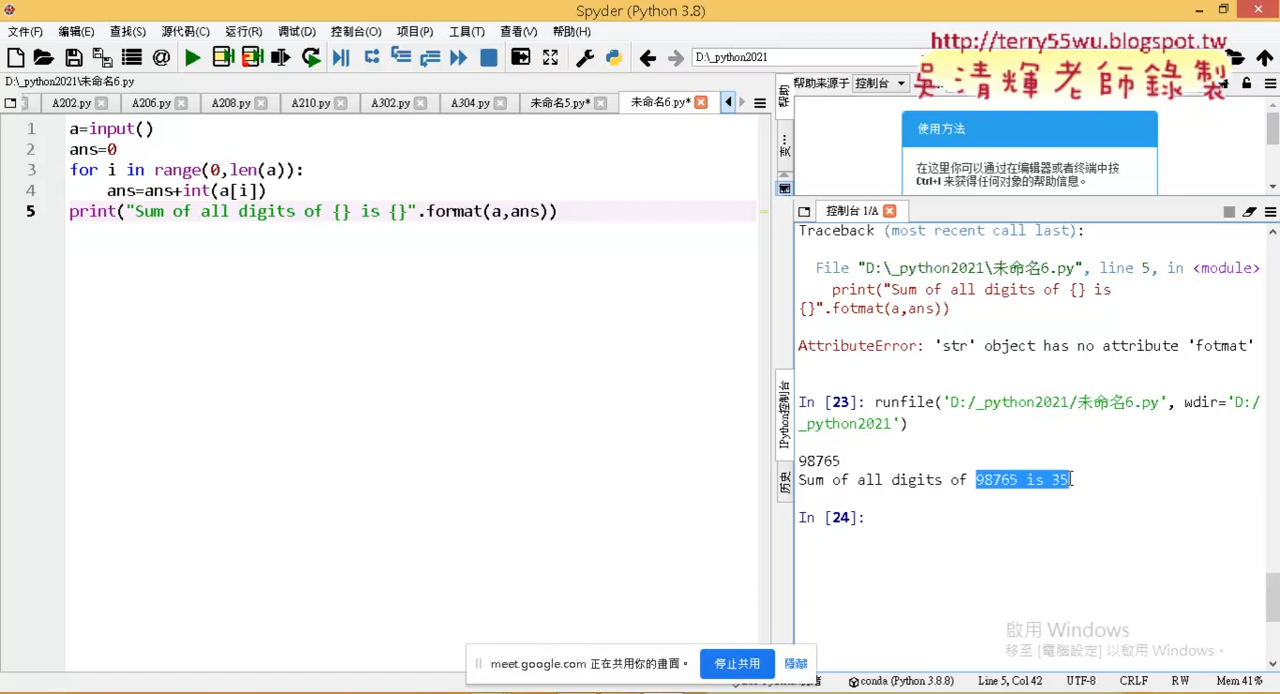 Spyder (Python 3.8)
文件(F) 编辑(E) 查找(S) 源代码(C) 运行(R) 调试(D) 控制台(O) 项目(P) 工具(T) 查看(V) 帮助(H)
D:\_python2021
http://terry55wu.blogspot.tw
吳清輝老師錄製
D:\_python2021\未命名6.py
A202.py A206.py A208.py A210.py A302.py A304.py 未命名5.py* 未命名6.py*
帮助来源于 控制台
使用方法
在这里你可以通过在编辑器或者终端中按
Ctrl+I 来获得任何对象的帮助信息。
1 a=input()
2 ans=0
3 for i in range(0,len(a)):
4 ans=ans+int(a[i])
5 print("Sum of all digits of {} is {}".format(a,ans))
控制台 1/A
Traceback (most recent call last):
File "D:\_python2021\未命名6.py", line 5, in <module>
print("Sum of all digits of {} is
{}".fotmat(a,ans))
AttributeError: 'str' object has no attribute 'fotmat'
In [23]: runfile('D:/_python2021/未命名6.py', wdir='D:/
_python2021')
98765
Sum of all digits of 98765 is 35
In [24]:
IPython控制台
历史
啟用 Windows
移至 [電腦設定] 以啟用 Windows。
meet.google.com 正在共用你的畫面。 停止共用 隱藏
conda (Python 3.8.8) Line 5, Col 42 UTF-8 CRLF RW Mem 41%